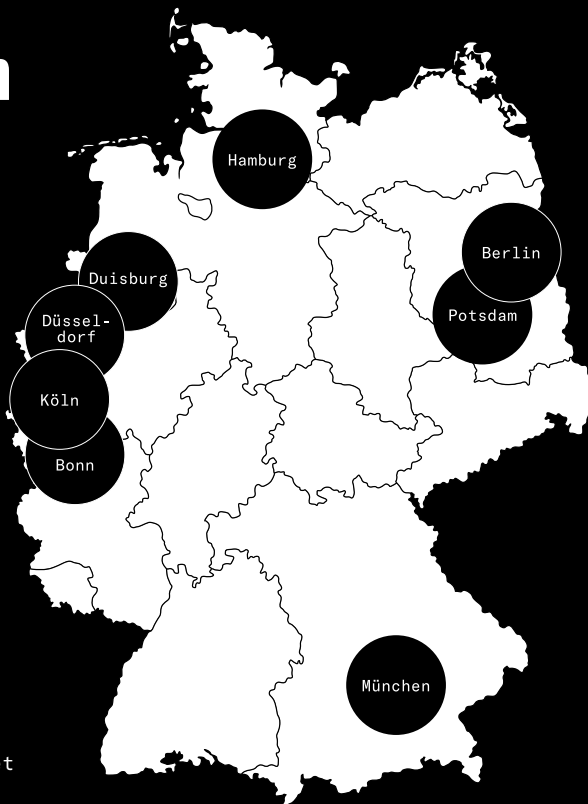 Hamburg
Berlin
Duisburg
Potsdam
Düssel-
dorf
Köln
Bonn
München